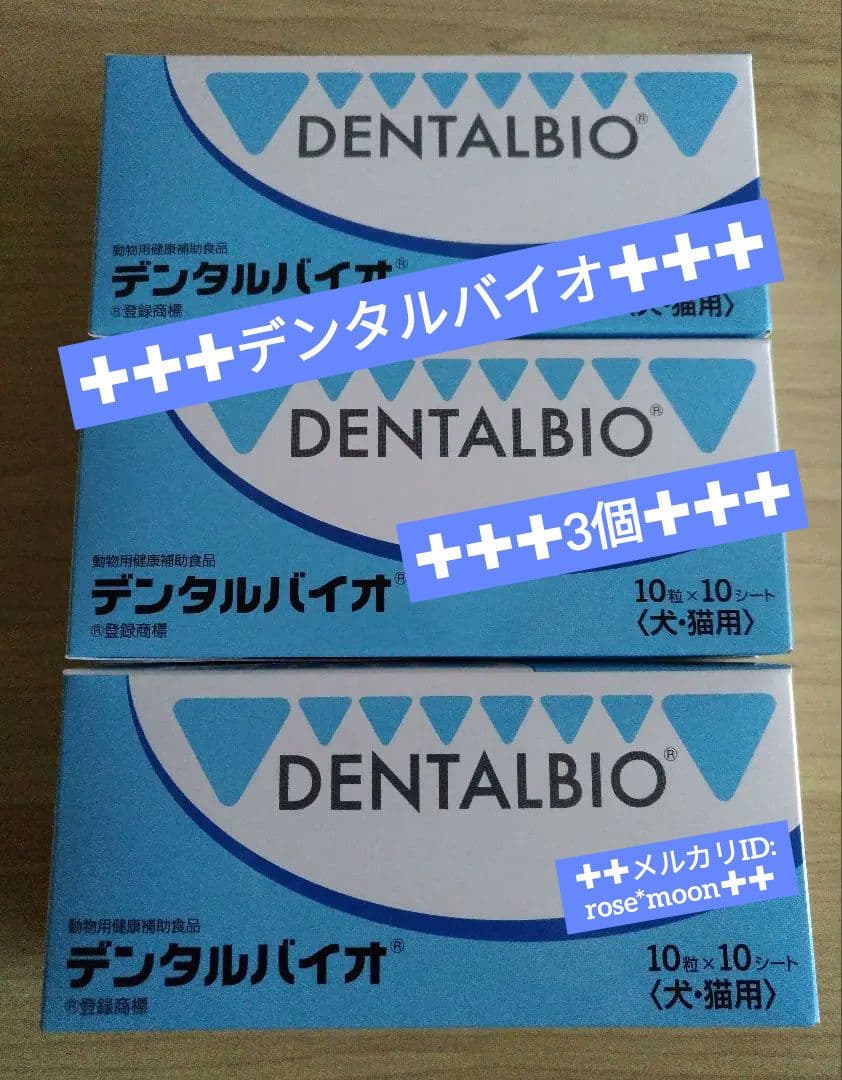 DENTALBIO®
動物用健康補助食品
デンタルバイオ®
®登録商標
〈犬・猫用〉
✚✚✚デンタルバイオ✚✚✚
DENTALBIO®
✚✚✚3個✚✚✚
動物用健康補助食品
デンタルバイオ®
®登録商標
10粒×10シート
〈犬・猫用〉
DENTALBIO®
✚✚メルカリID:
rose*moon✚✚
動物用健康補助食品
デンタルバイオ®
®登録商標
10粒×10シート
〈犬・猫用〉